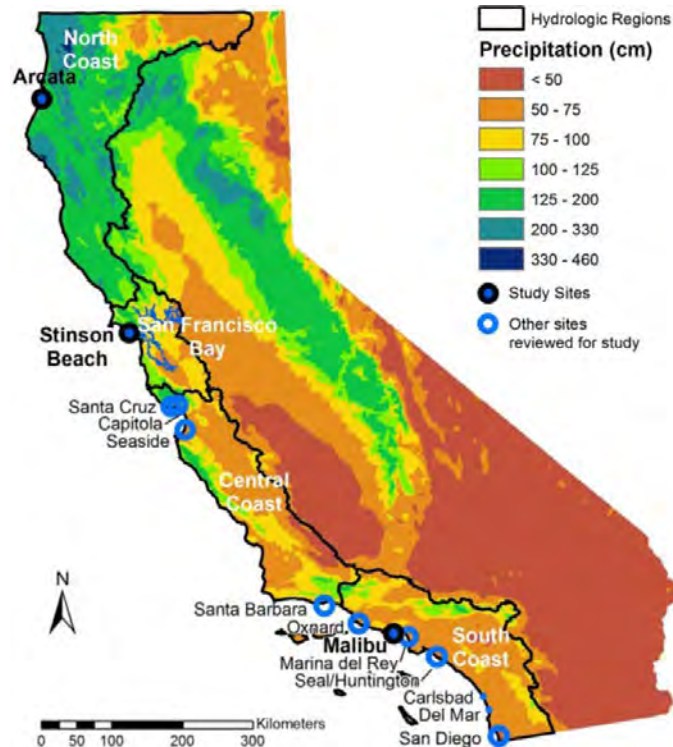 North
Coast
Arcata
Stinson
Beach
San Francisco
Bay
Santa Cruz
Capitola
Seaside
Central
Coast
Santa Barbara
Oxnard
Malibu
Marina del Rey
Seal/Huntington
South
Coast
Carlsbad
Del Mar
San Diego
N
Kilometers
0 50 100 200 300
Hydrologic Regions
Precipitation (cm)
< 50
50 - 75
75 - 100
100 - 125
125 - 200
200 - 330
330 - 460
Study Sites
Other sites
reviewed for study